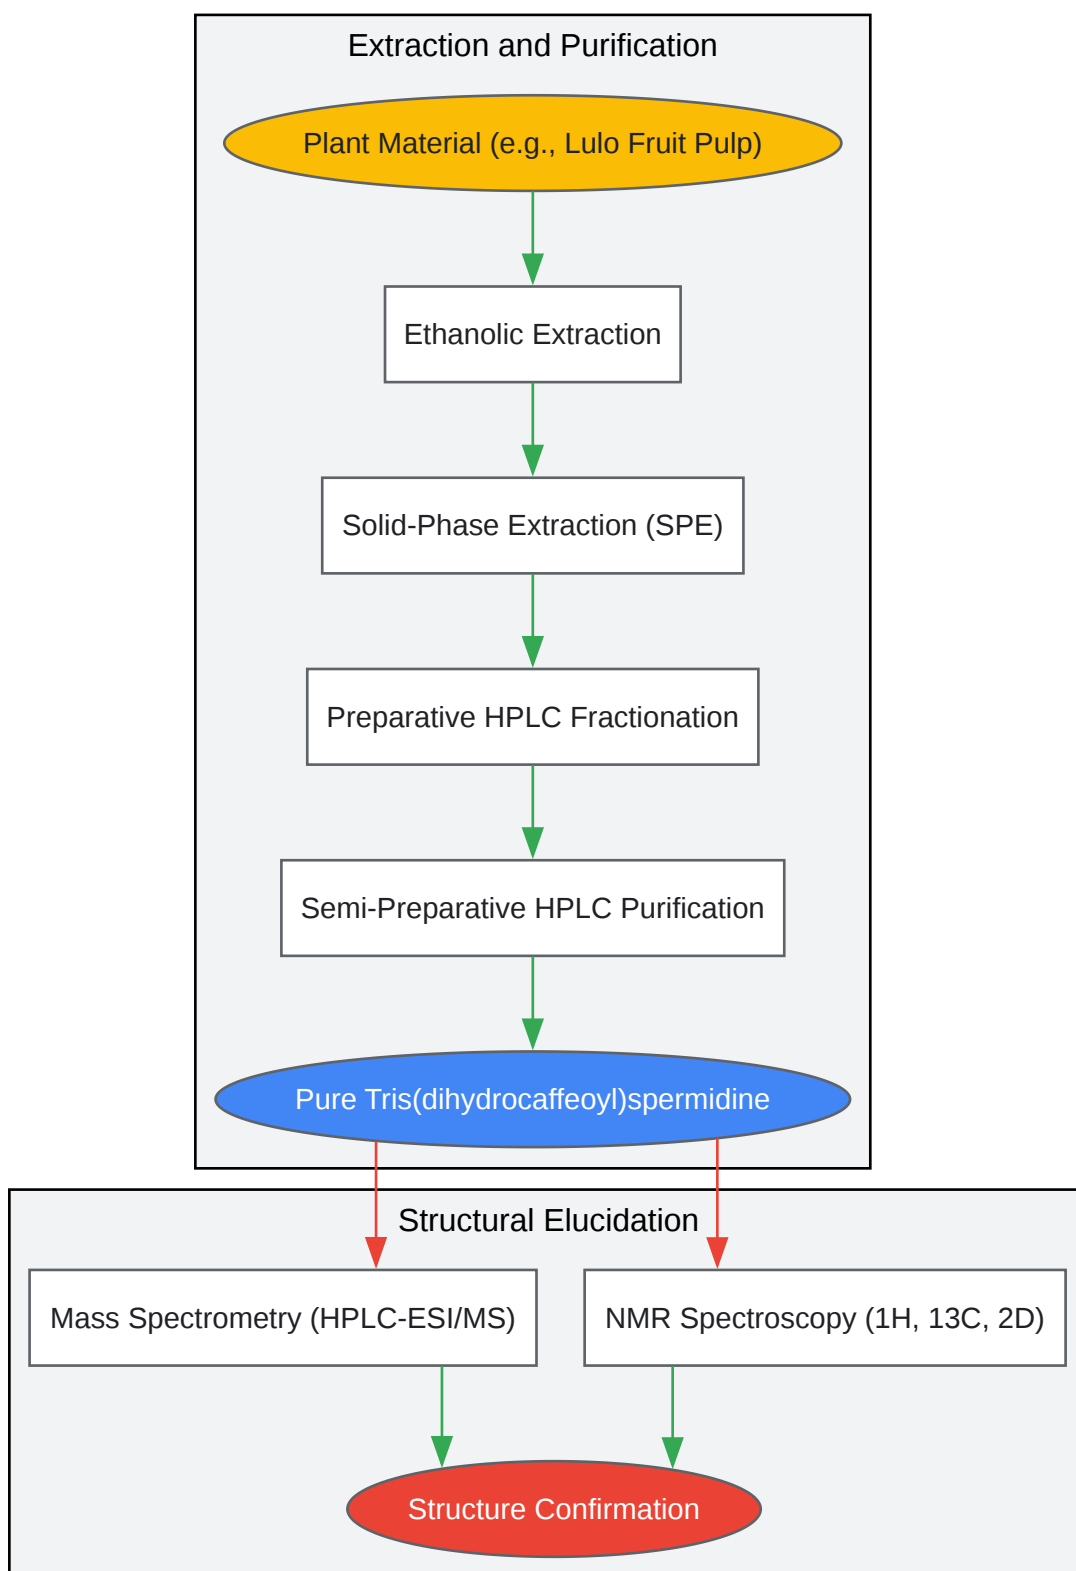 Extraction and Purification
Plant Material (e.g., Lulo Fruit Pulp)
Ethanolic Extraction
Solid-Phase Extraction (SPE)
Preparative HPLC Fractionation
Semi-Preparative HPLC Purification
Pure Tris(dihydrocaffeoyl)spermidine
Structural Elucidation
Mass Spectrometry (HPLC-ESI/MS)
NMR Spectroscopy (1H, 13C, 2D)
Structure Confirmation